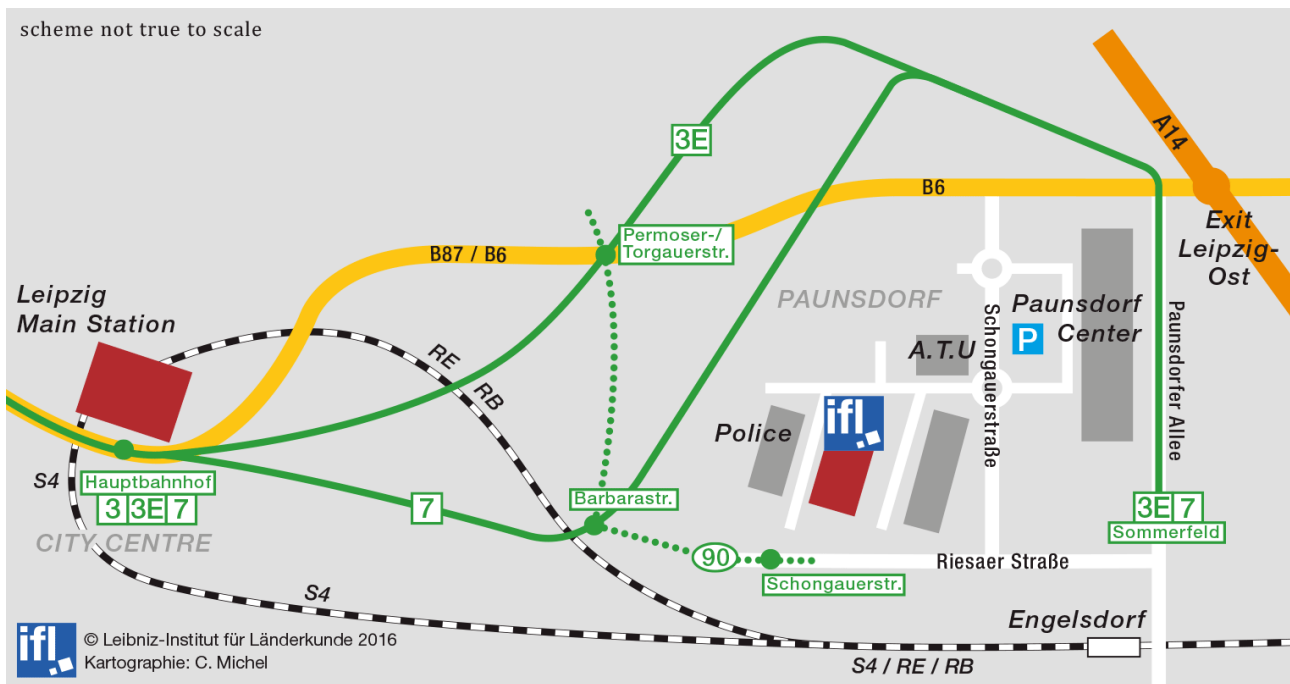 scheme not true to scale
A14
3E
B6
Exit
Leipzig-
Ost
Permoser-/
Torgauerstr.
B87 / B6
Leipzig
Main Station
PAUNSDORF
Schongauerstraße
Paunsdorf
Center
P
Paunsdorfer Allee
A.T.U
RE
RB
ifl
Police
S4
Hauptbahnhof
3 3E 7
CITY CENTRE
7
Barbarastr.
3E 7
Sommerfeld
90
Riesaer Straße
Schongauerstr.
S4
Engelsdorf
ifl
© Leibniz-Institut für Länderkunde 2016
Kartographie: C. Michel
S4 / RE / RB